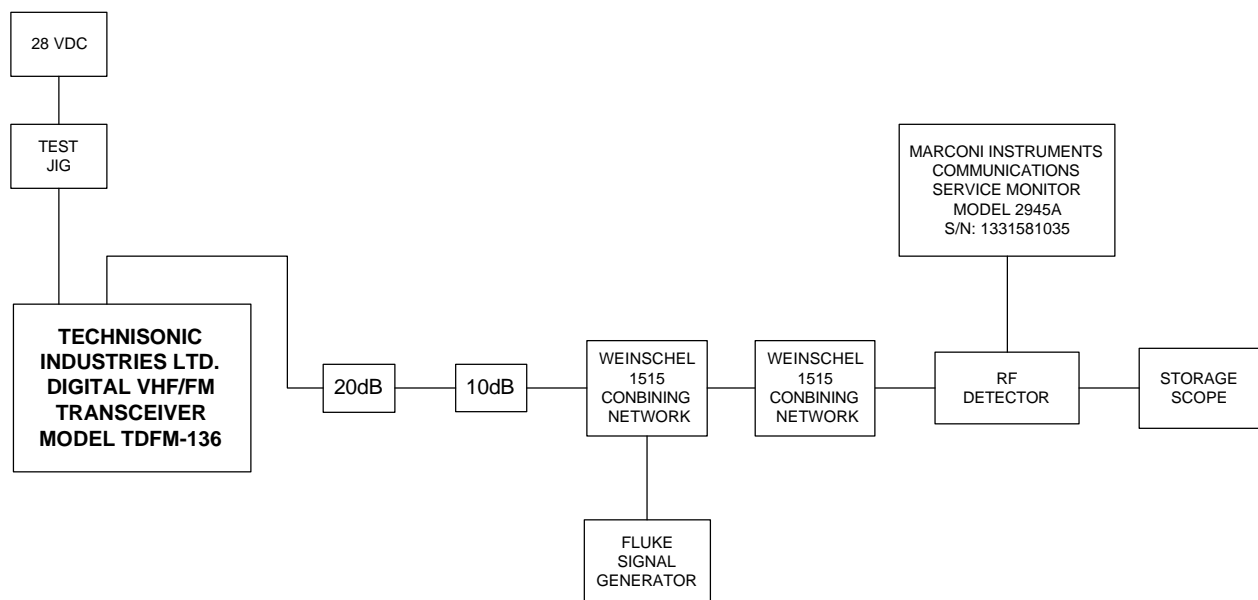 28 VDC
TEST
JIG
MARCONI INSTRUMENTS
COMMUNICATIONS
SERVICE MONITOR
MODEL 2945A
S/N: 1331581035
TECHNISONIC
INDUSTRIES LTD.
DIGITAL VHF/FM
TRANSCEIVER
MODEL TDFM-136
20dB
10dB
WEINSCHEL
1515
CONBINING
NETWORK
WEINSCHEL
1515
CONBINING
NETWORK
RF
DETECTOR
STORAGE
SCOPE
FLUKE
SIGNAL
GENERATOR